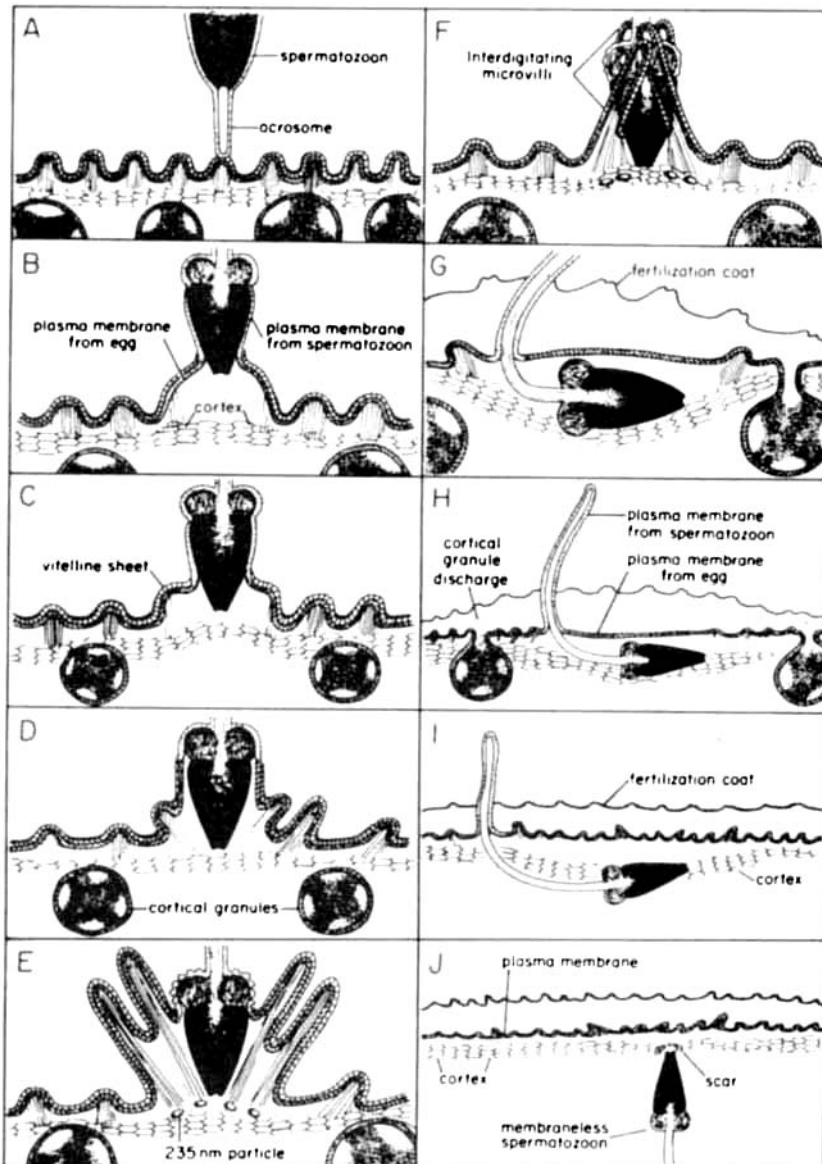 A
spermatozoon
acrosome
B
plasma membrane
from egg
plasma membrane
from spermatozoon
cortex
C
vitelline sheet
D
cortical granules
E
235nm particle
F
Interdigitating
microvilli
G
fertilization coat
H
cortical
granule
discharge
plasma membrane
from spermatozoon
plasma membrane
from egg
I
fertilization coat
cortex
J
plasma membrane
cortex
scar
membraneless
spermatozoon